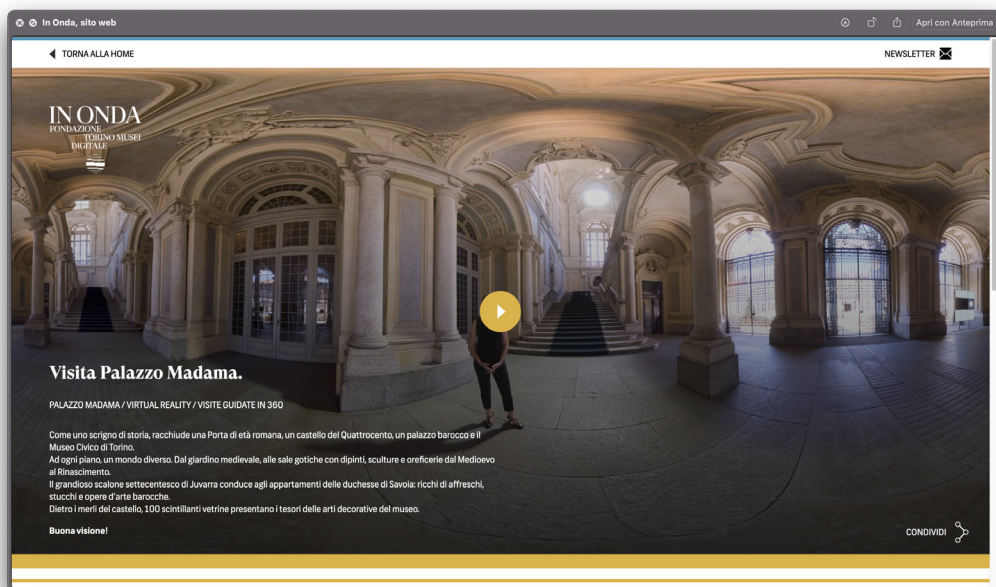 In Onda, sito web
Apri con Anteprima
TORNA ALLA HOME
NEWSLETTER
IN ONDA
FONDAZIONE
TORINO MUSEI
DIGITALE
Visita Palazzo Madama.
PALAZZO MADAMA / VIRTUAL REALITY / VISITE GUIDATE IN 360
Come uno scrigno di storia, racchiude una Porta di età romana, un castello del Quattrocento, un palazzo barocco e il
Museo Civico di Torino.
Ad ogni piano, un mondo diverso. Dal giardino medievale, alle sale gotiche con dipinti, sculture e oreficerie dal Medioevo
al Rinascimento.
Il grandioso scalone settecentesco di Juvarra conduce agli appartamenti delle duchesse di Savoia: ricchi di affreschi,
stucchi e opere d'arte barocche.
Dietro i merli del castello, 100 scintillanti vetrine presentano i tesori delle arti decorative del museo.
Buona visione!
CONDIVIDI